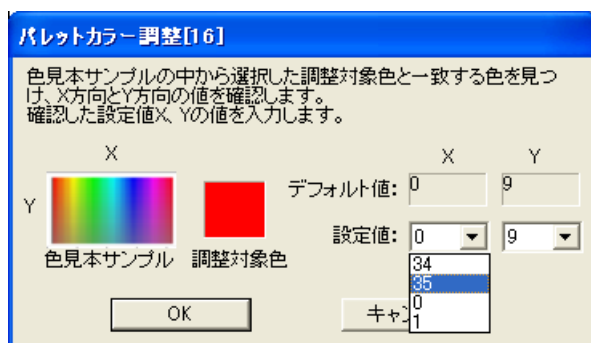 パレットカラー調整[16]
色見本サンプルの中から選択した調整対象色と一致する色を見つ
け、X方向とY方向の値を確認します。
確認した設定値X、Yの値を入力します。
X
X Y
デフォルト値: 0 9
Y
設定値: 0 9
色見本サンプル 調整対象色
34
35
0
1
OK